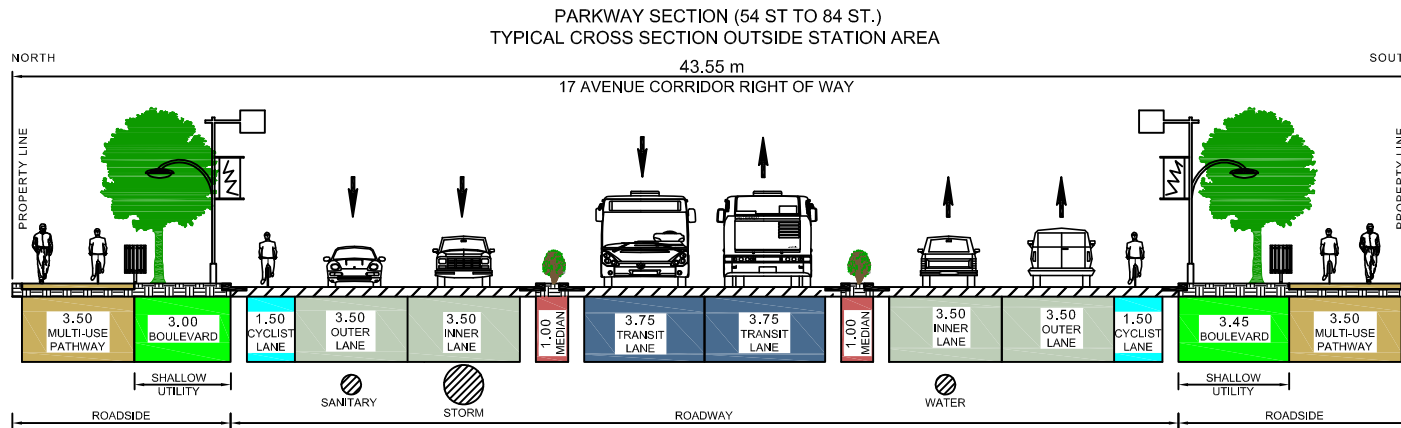 PARKWAY SECTION (54 ST TO 84 ST.)
TYPICAL CROSS SECTION OUTSIDE STATION AREA
NORTH
SOUT
43.55 m
17 AVENUE CORRIDOR RIGHT OF WAY
PROPERTY LINE
PROPERTY LINE
3.50
MULTI-USE
PATHWAY
3.00
BOULEVARD
1.50
CYCLIST
LANE
3.50
OUTER
LANE
3.50
INNER
LANE
1.00
MEDIAN
3.75
TRANSIT
LANE
3.75
TRANSIT
LANE
1.00
MEDIAN
3.50
INNER
LANE
3.50
OUTER
LANE
1.50
CYCLIST
LANE
3.45
BOULEVARD
3.50
MULTI-USE
PATHWAY
SHALLOW
UTILITY
SANITARY
STORM
WATER
SHALLOW
UTILITY
ROADSIDE
ROADWAY
ROADSIDE